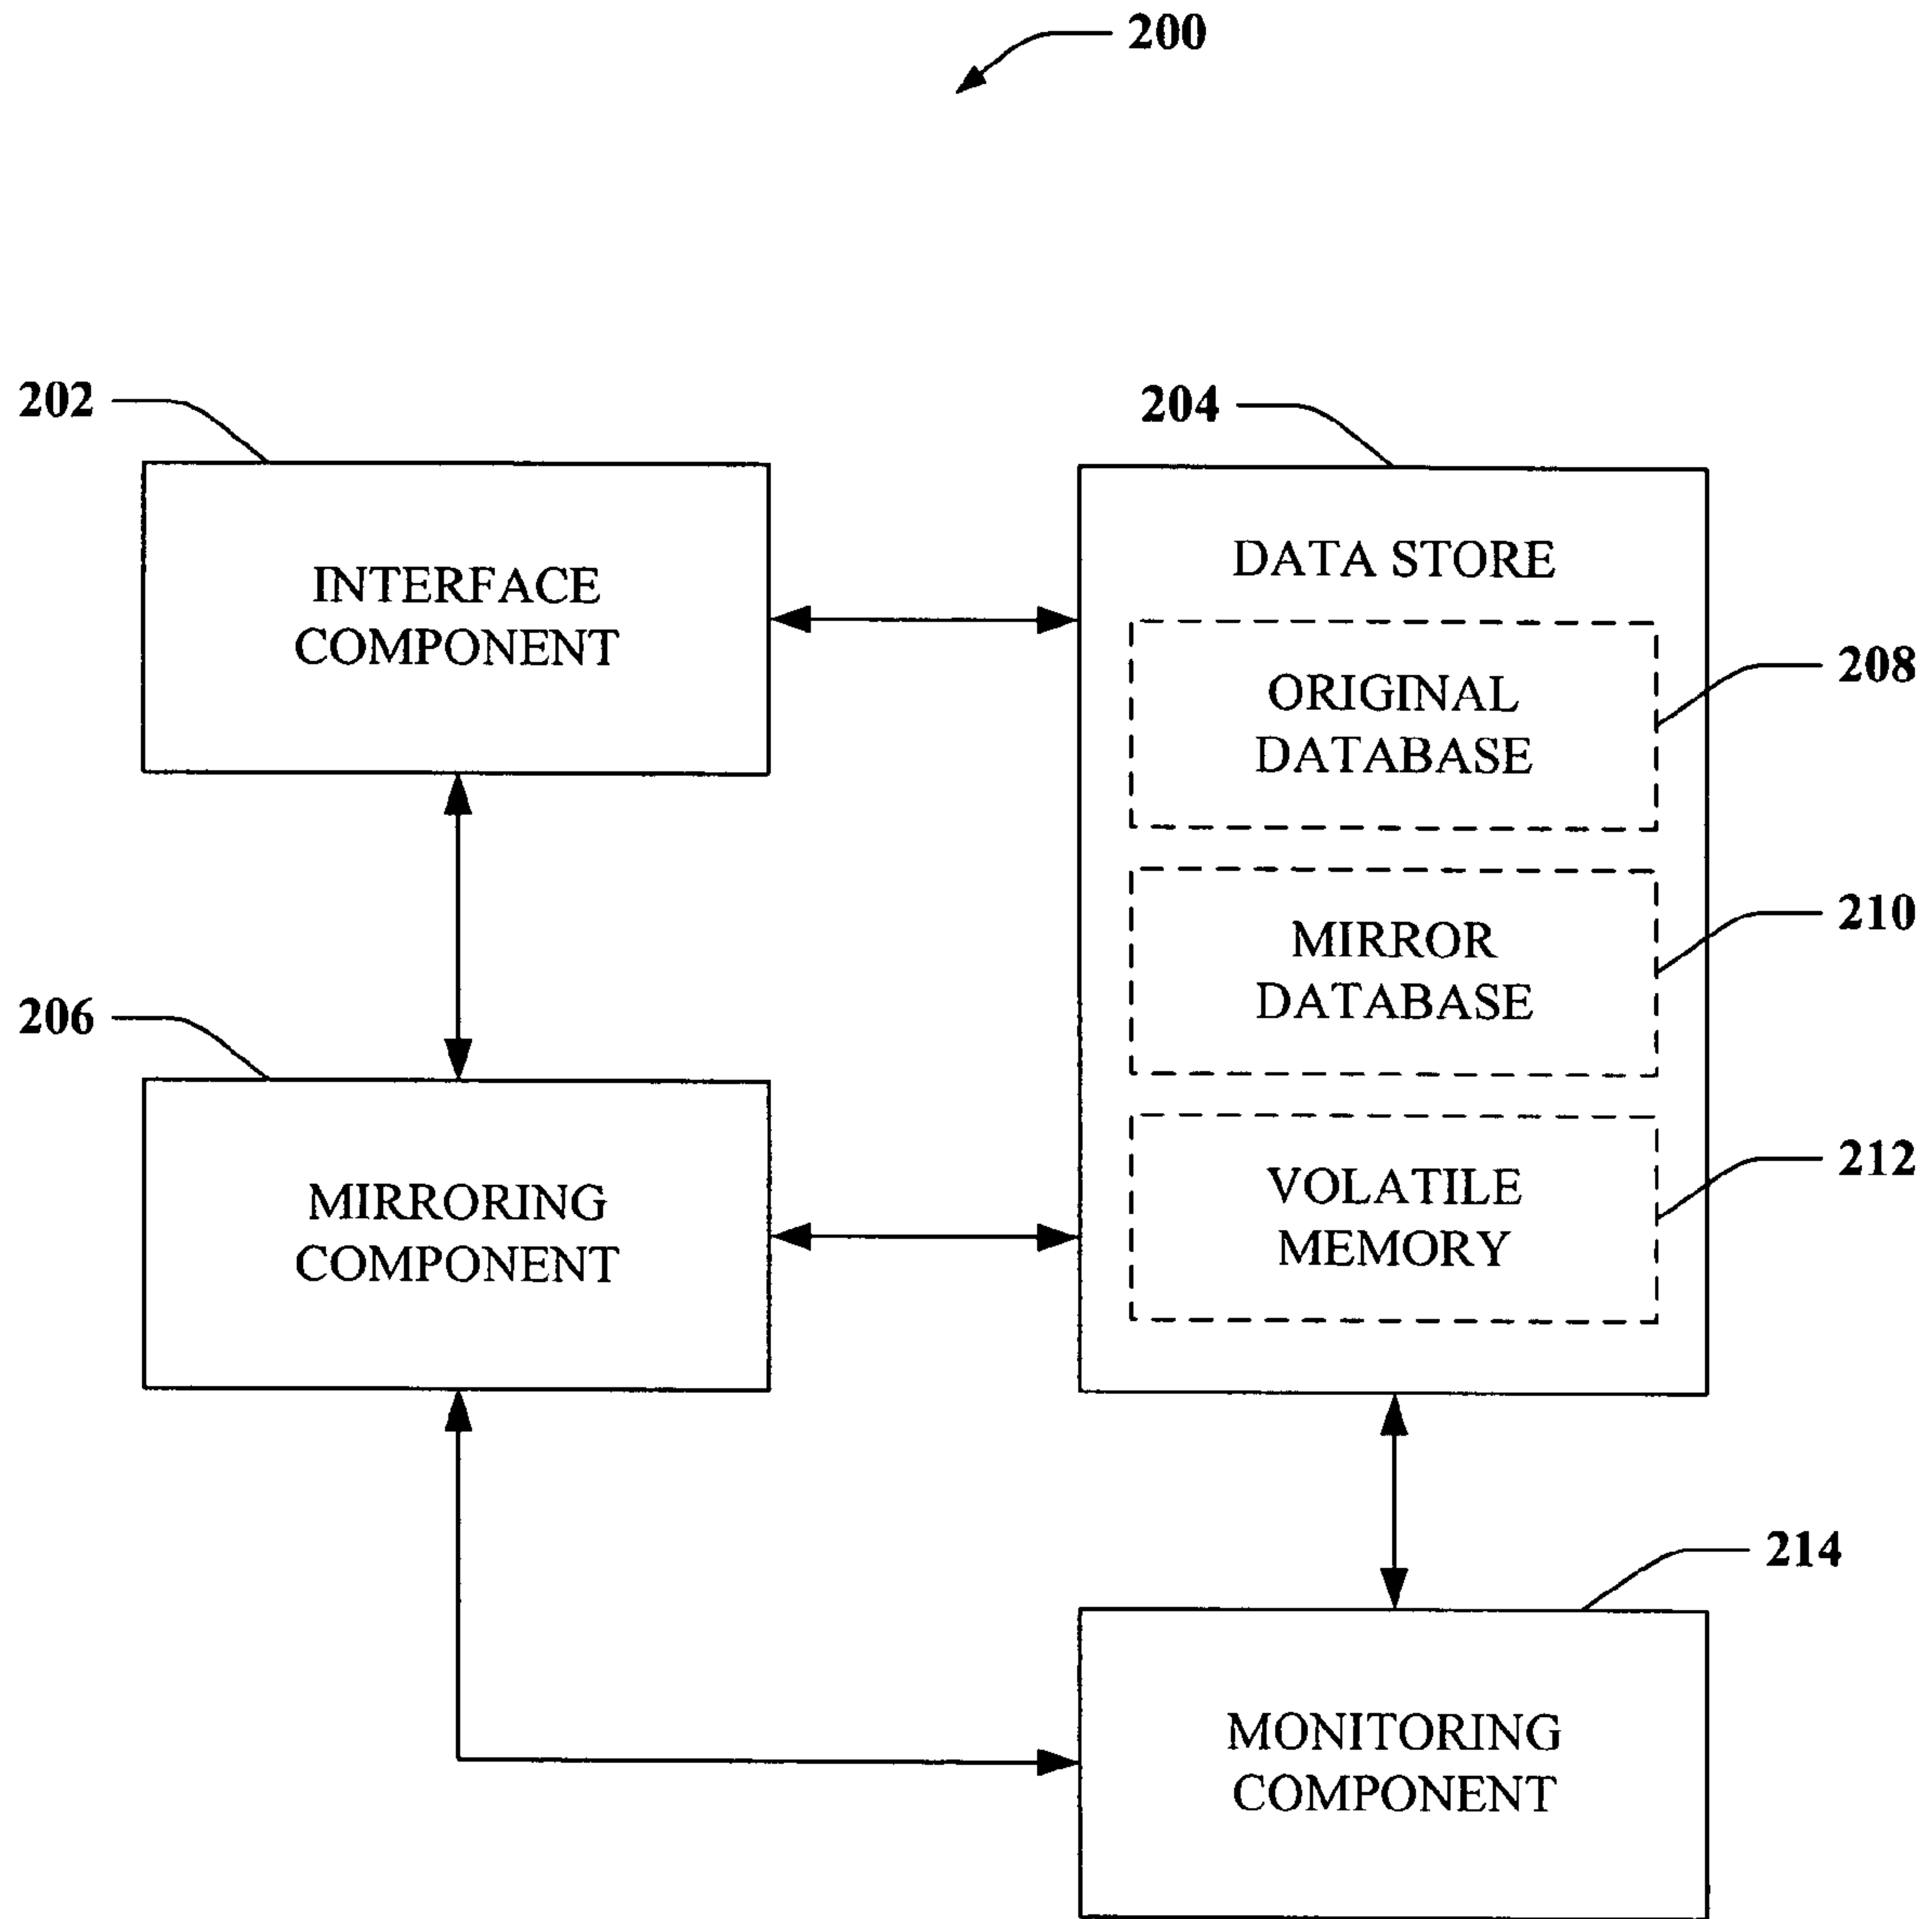 200
202
204
INTERFACE
COMPONENT
DATA STORE
ORIGINAL
DATABASE
208
MIRROR
DATABASE
210
206
MIRRORING
COMPONENT
VOLATILE
MEMORY
212
214
MONITORING
COMPONENT